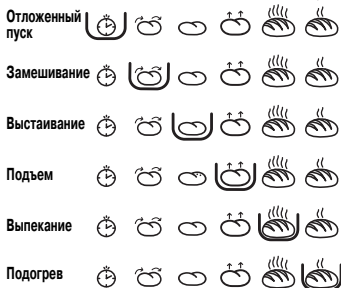 Отложенный
пуск
Замешивание
Выстаивание
Подъем
Выпекание
Подогрев